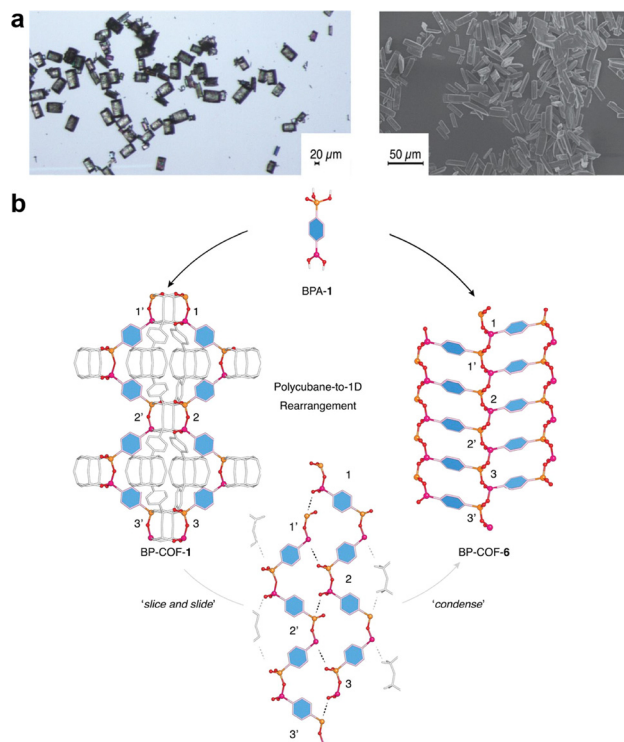 a
20 µm
50 µm
b
BPA-1
1' 1
2' 2
3' 3
BP-COF-1
Polycubane-to-1D
Rearrangement
1
1'
2
2'
3
3'
BP-COF-6
1
1'
2
2'
3
3'
'slice and slide'
'condense'